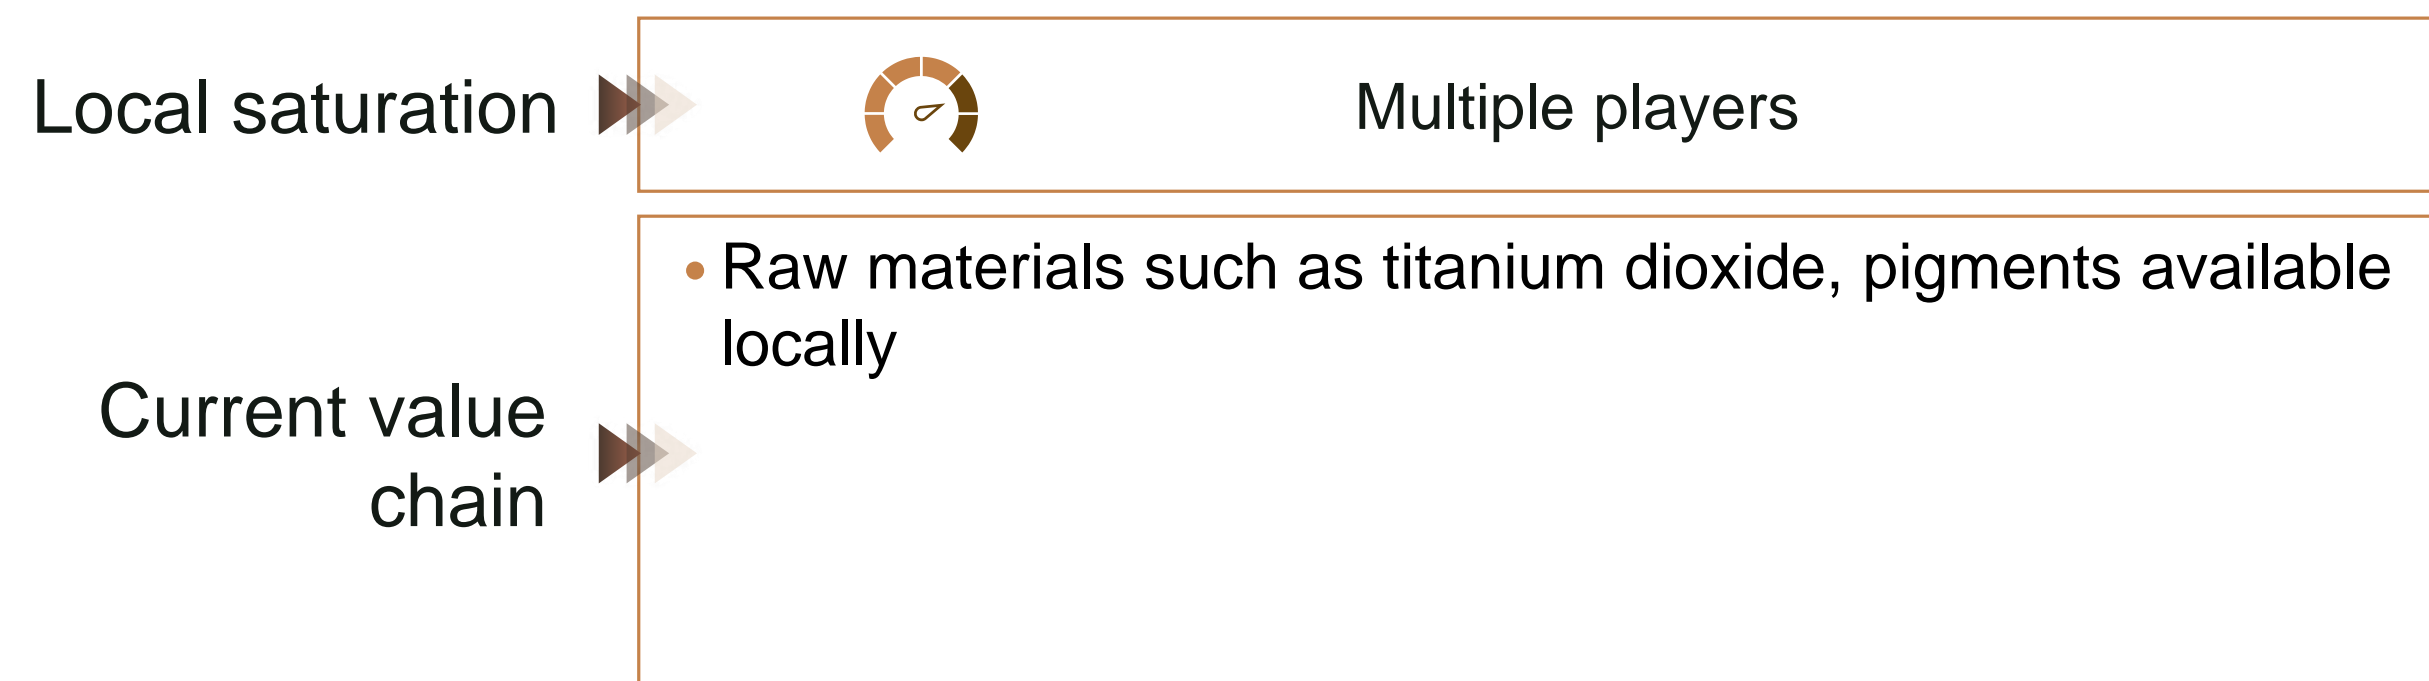 Local saturation
Multiple players
• Raw materials such as titanium dioxide, pigments available
locally
Current value
chain